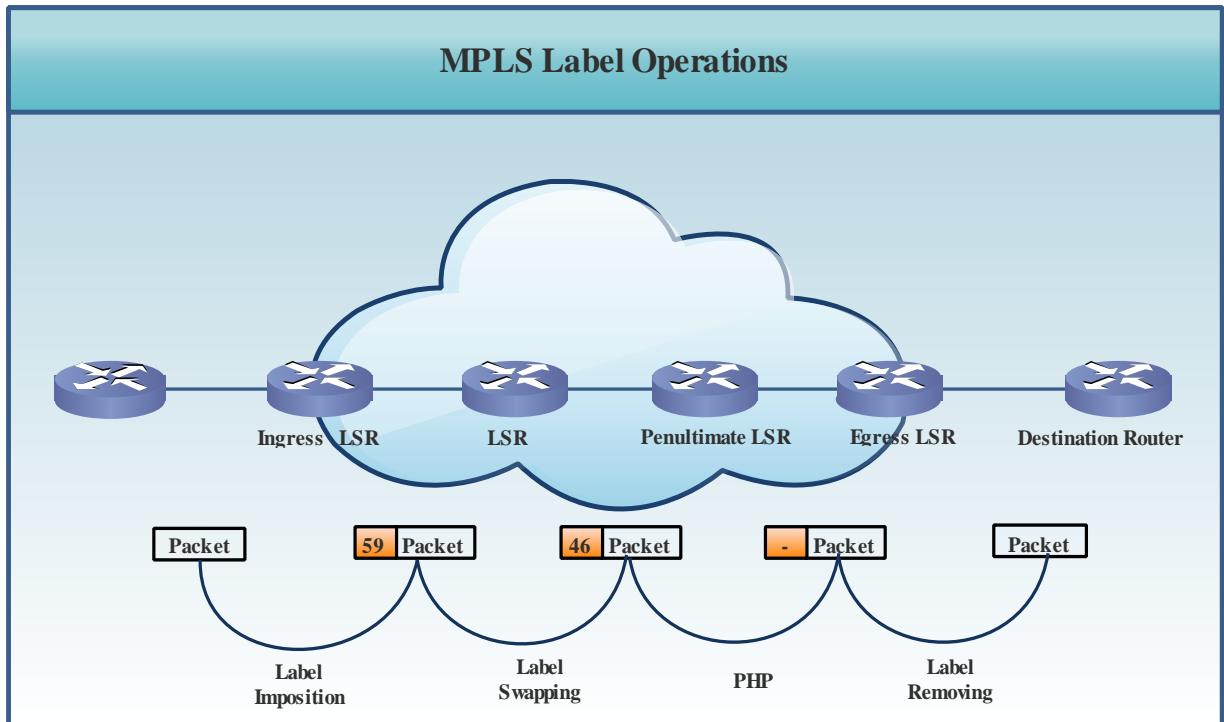 MPLS Label Operations
Ingress LSR
LSR
Penultimate LSR
Egress LSR
Destination Router
Packet
59 Packet
46 Packet
- Packet
Packet
Label
Imposition
Label
Swapping
PHP
Label
Removing